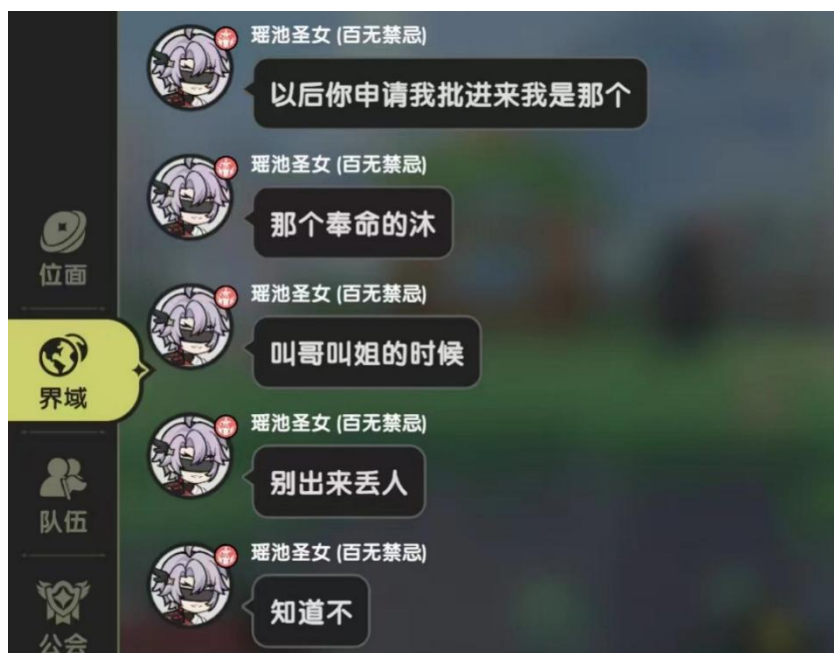 瑶池圣女 (百无禁忌)
以后你申请我批进来我是那个
瑶池圣女 (百无禁忌)
那个奉命的沐
位面
瑶池圣女 (百无禁忌)
叫哥叫姐的时候
界域
瑶池圣女 (百无禁忌)
别出来丢人
队伍
瑶池圣女 (百无禁忌)
知道不
公会